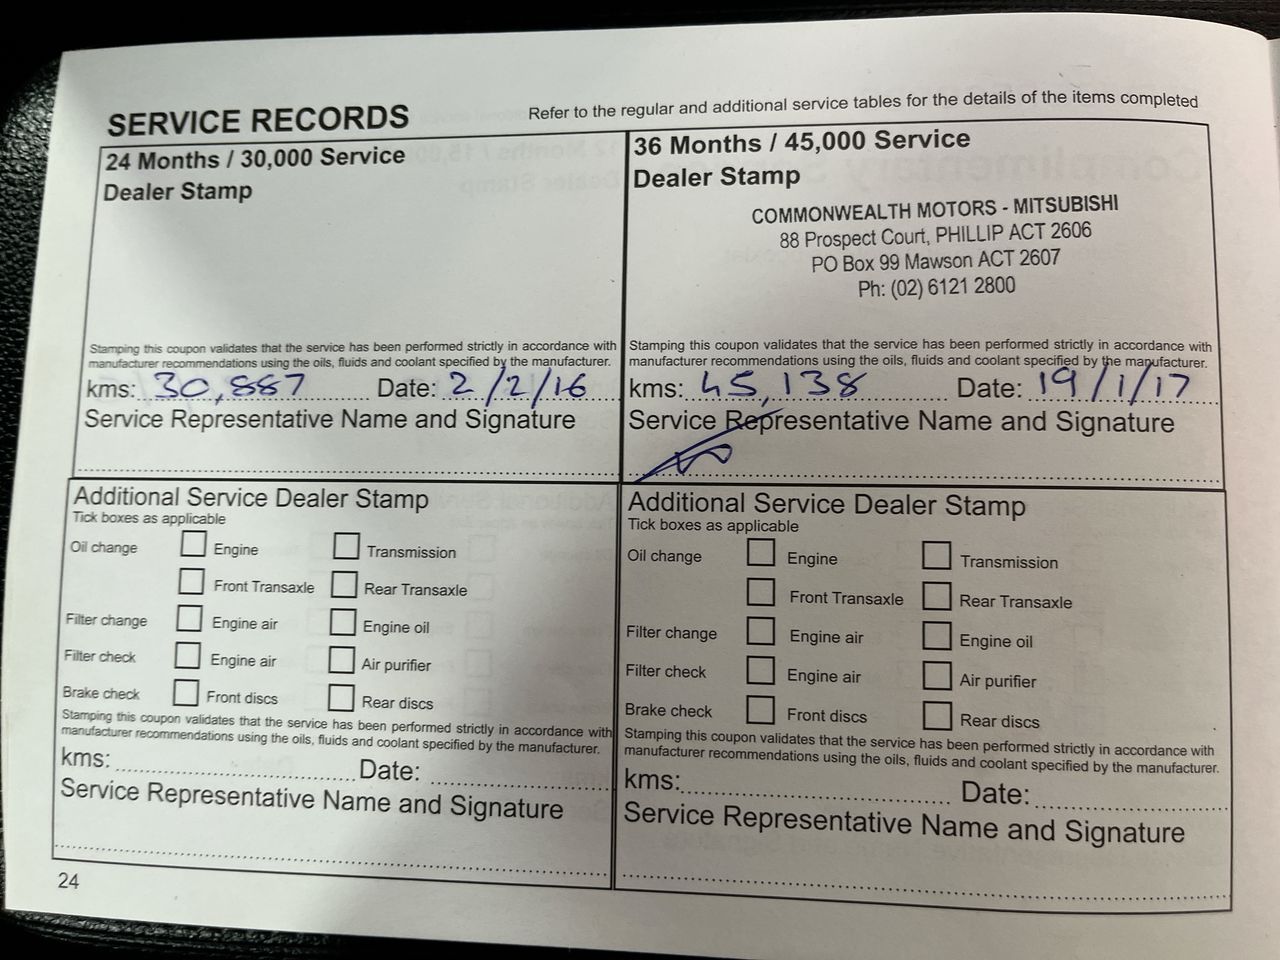 SERVICE RECORDS
Refer to the regular and additional service tables for the details of the items completed
24 Months / 30,000 Service
Dealer Stamp
Stamping this coupon validates that the service has been performed strictly in accordance with
manufacturer recommendations using the oils, fluids and coolant specified by the manufacturer.
kms: 30,887 Date: 2/2/16
Service Representative Name and Signature
36 Months / 45,000 Service
Dealer Stamp
COMMONWEALTH MOTORS - MITSUBISHI
88 Prospect Court, PHILLIP ACT 2606
PO Box 99 Mawson ACT 2607
Ph: (02) 6121 2800
Stamping this coupon validates that the service has been performed strictly in accordance with
manufacturer recommendations using the oils, fluids and coolant specified by the manufacturer.
kms: 45,138 Date: 19/1/17
Service Representative Name and Signature
Additional Service Dealer Stamp
Tick boxes as applicable
Oil change Engine Transmission
Front Transaxle Rear Transaxle
Filter change Engine air Engine oil
Filter check Engine air Air purifier
Brake check Front discs Rear discs
Stamping this coupon validates that the service has been performed strictly in accordance with
manufacturer recommendations using the oils, fluids and coolant specified by the manufacturer.
kms: Date:
Service Representative Name and Signature
Additional Service Dealer Stamp
Tick boxes as applicable
Oil change Engine Transmission
Front Transaxle Rear Transaxle
Filter change Engine air Engine oil
Filter check Engine air Air purifier
Brake check Front discs Rear discs
Stamping this coupon validates that the service has been performed strictly in accordance with
manufacturer recommendations using the oils, fluids and coolant specified by the manufacturer.
kms: Date:
Service Representative Name and Signature
24